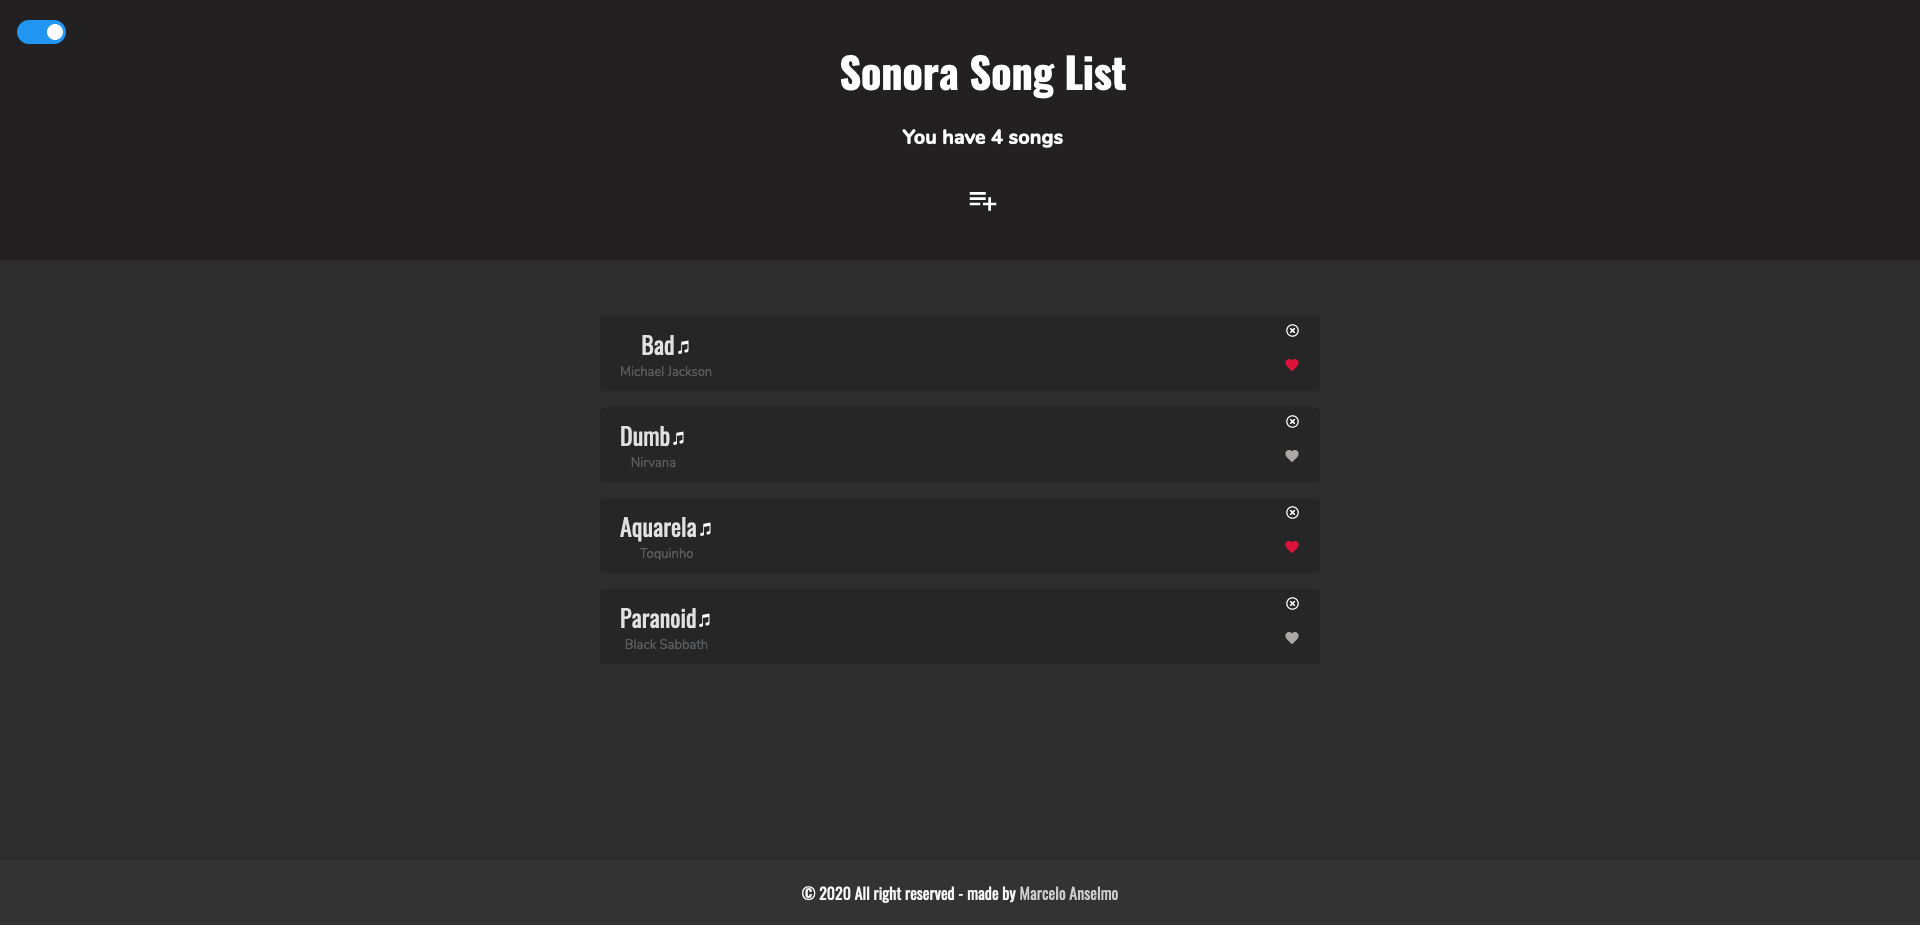 Sonora Song List
You have 4 songs
Bad
Michael Jackson
Dumb
Nirvana
Aquarela
Toquinho
Paranoid
Black Sabbath
© 2020 All right reserved - made by Marcelo Anselmo